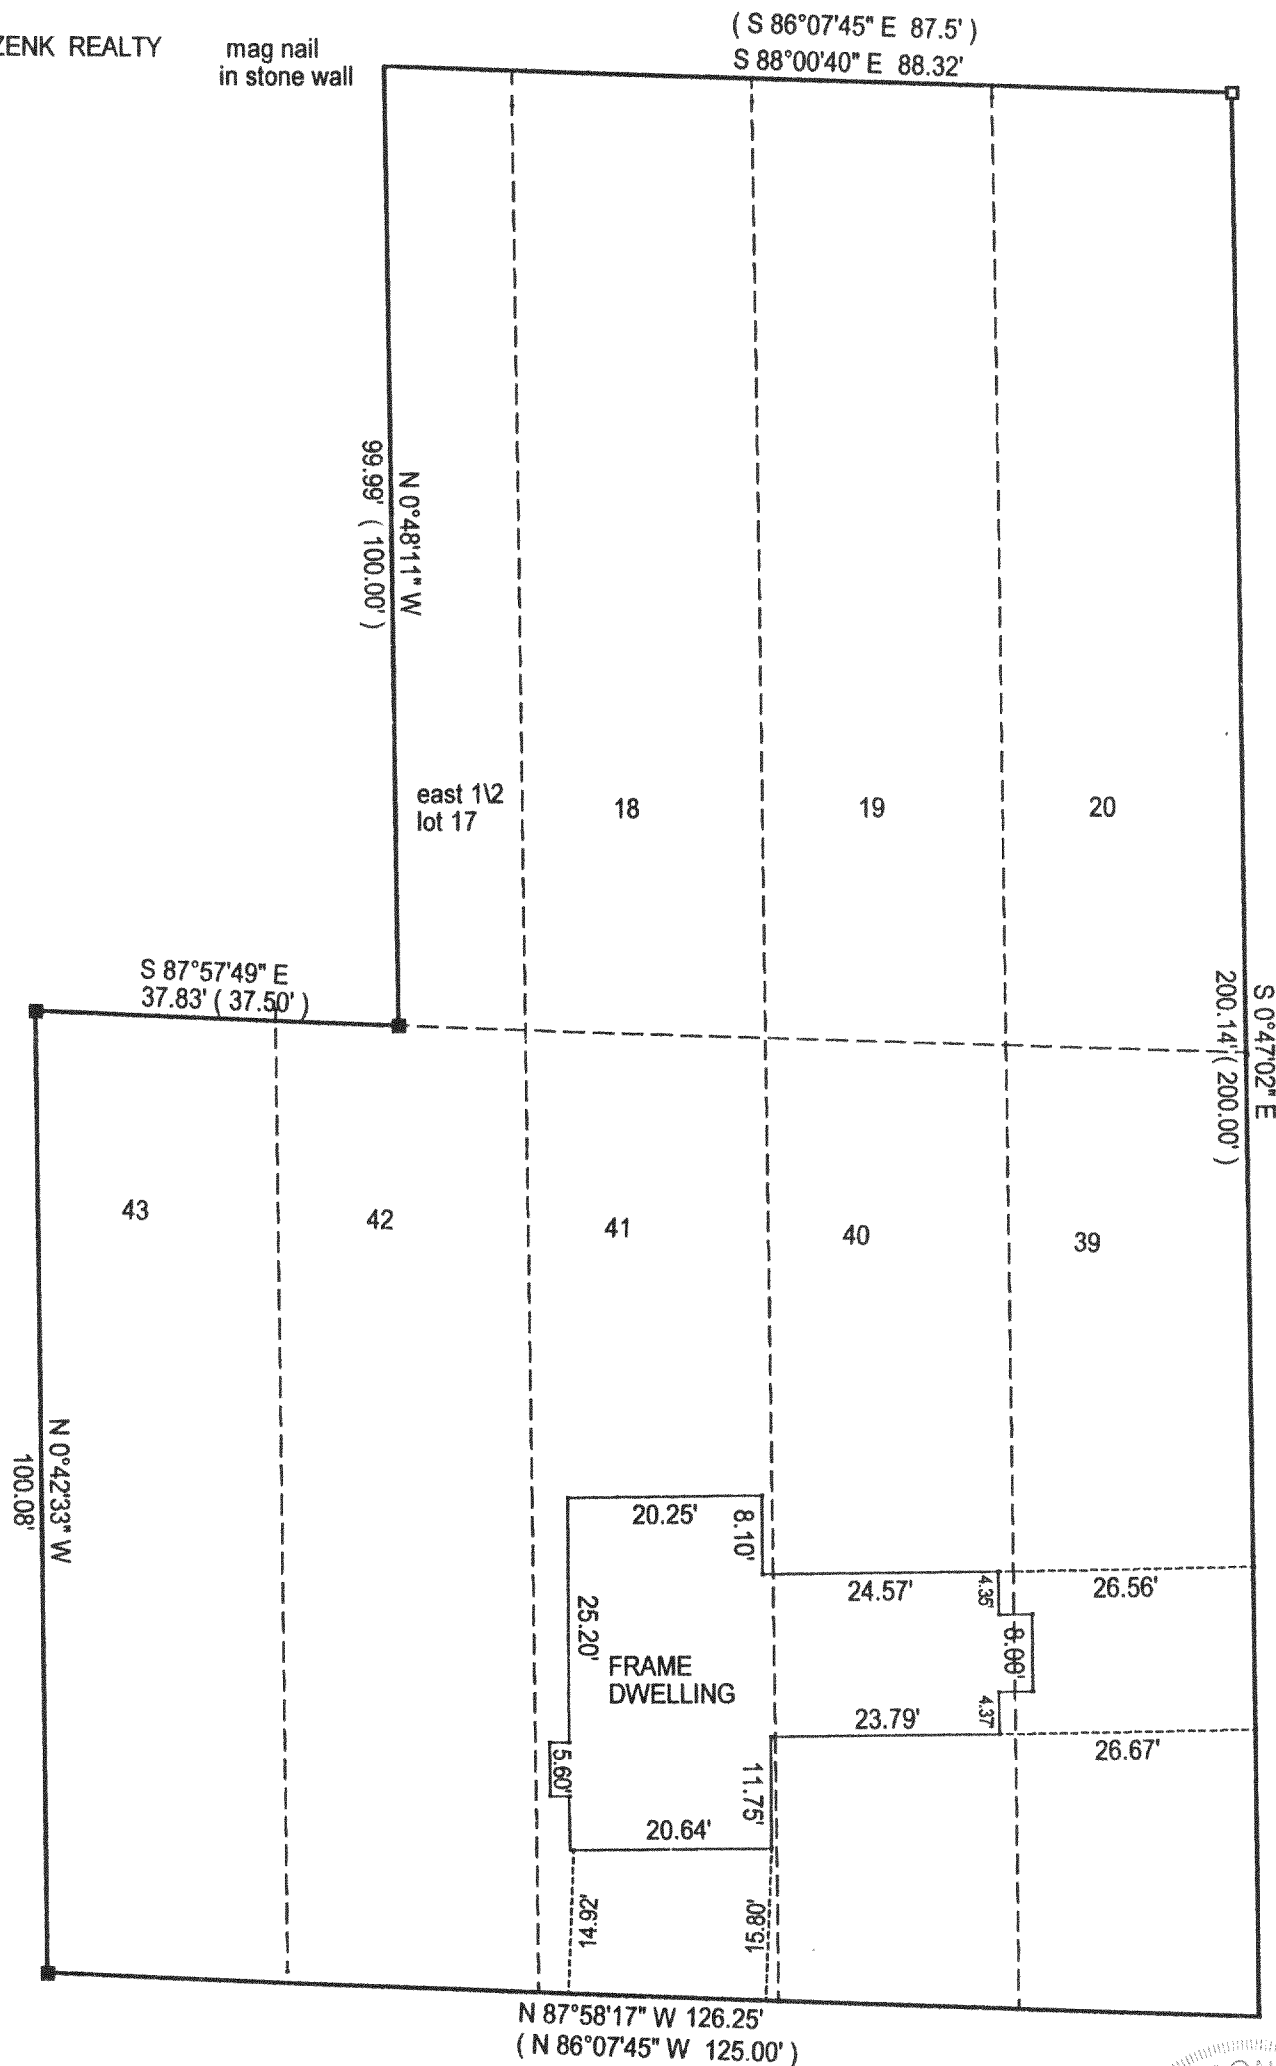 ZENK REALTY
mag nail
in stone wall
( S 86°07'45" E 87.5' )
S 88°00'40" E 88.32'
N 0°48'11" W
99.99' ( 100.00' )
east 1\2
lot 17
18
19
20
S 87°57'49" E
37.83' ( 37.50' )
S 0°47'02" E
200.14' ( 200.00' )
43
42
41
40
39
N 0°42'33" W
100.08'
20.25'
8.10'
24.57'
4.35'
26.56'
25.20'
8.00'
FRAME
DWELLING
4.37'
23.79'
26.67'
5.60'
11.75'
20.64'
14.92'
15.80'
N 87°58'17" W 126.25'
( N 86°07'45" W 125.00' )